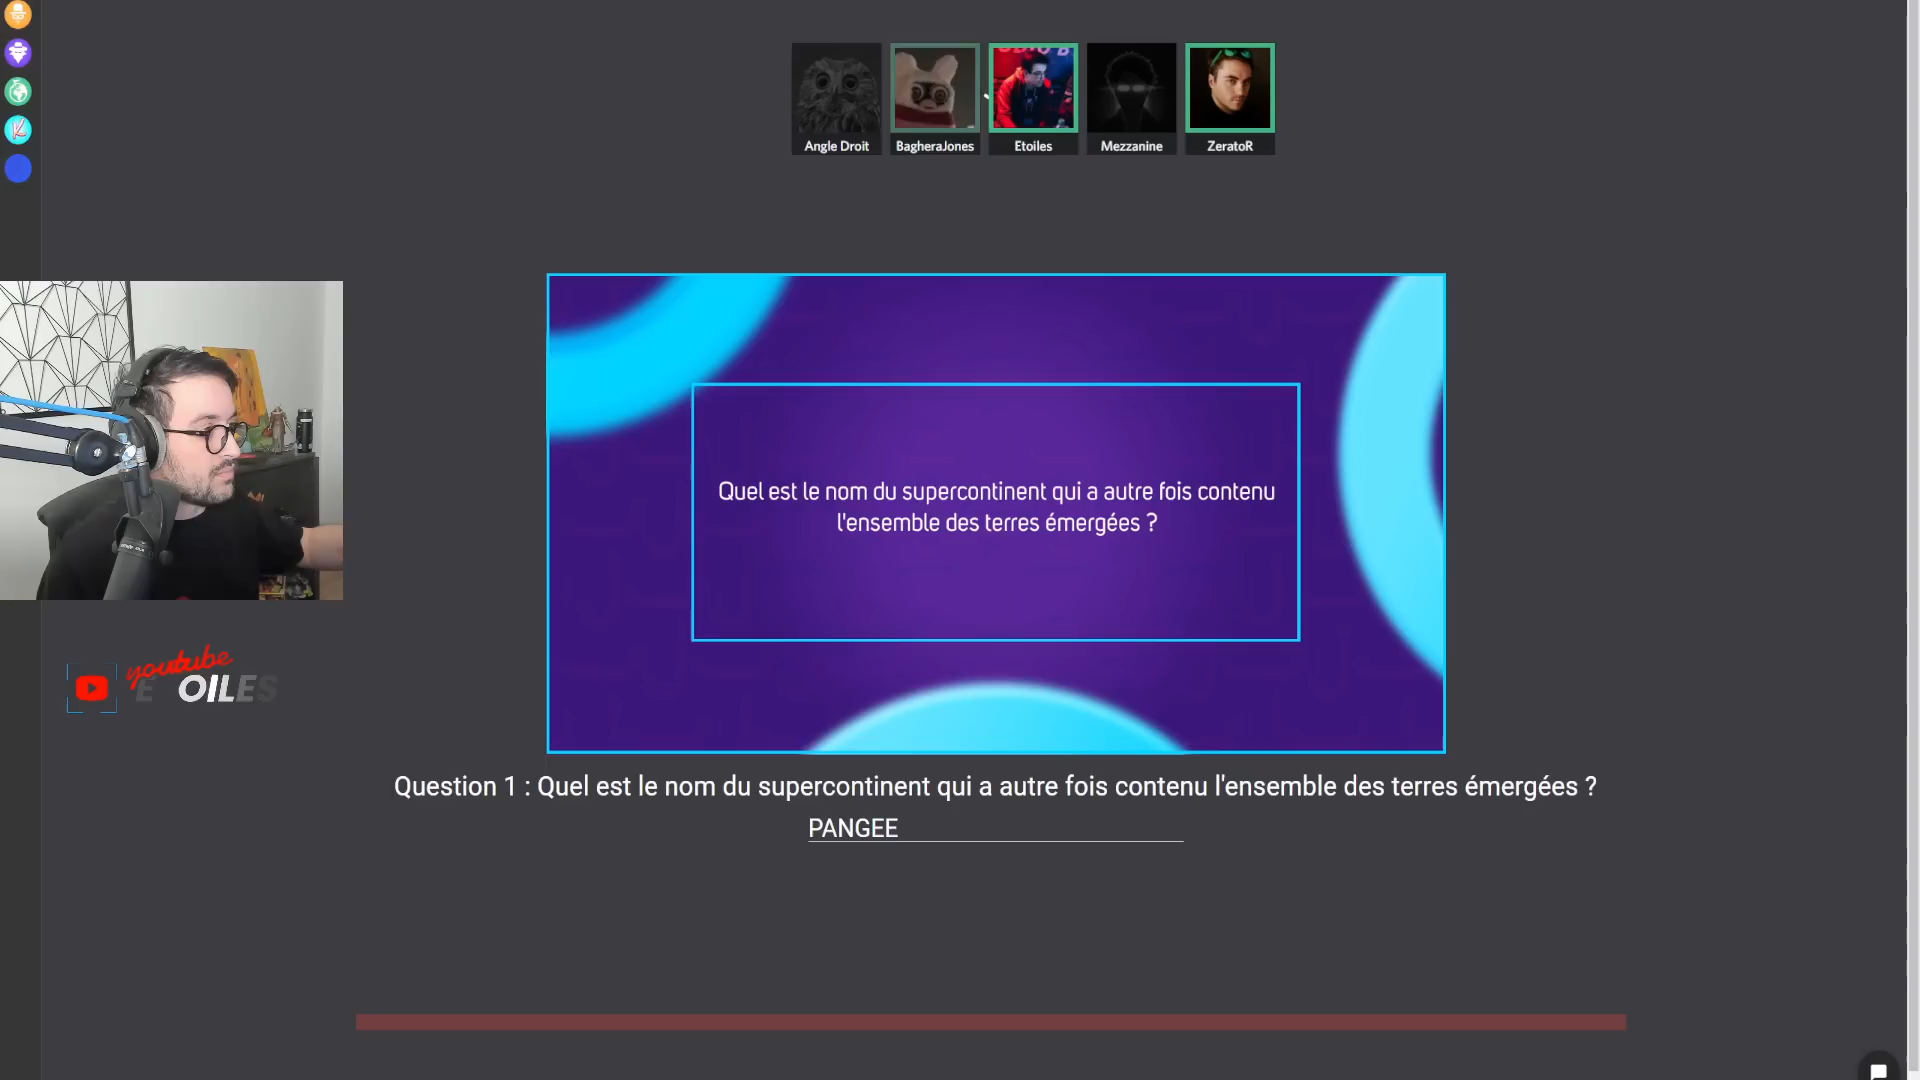 Angle Droit
BagheraJones
Etoiles
Mezzanine
ZeratoR
Quel est le nom du supercontinent qui a autre fois contenu
l'ensemble des terres émergées ?
youtube
E OILES
Question 1 : Quel est le nom du supercontinent qui a autre fois contenu l'ensemble des terres émergées ?
PANGEE